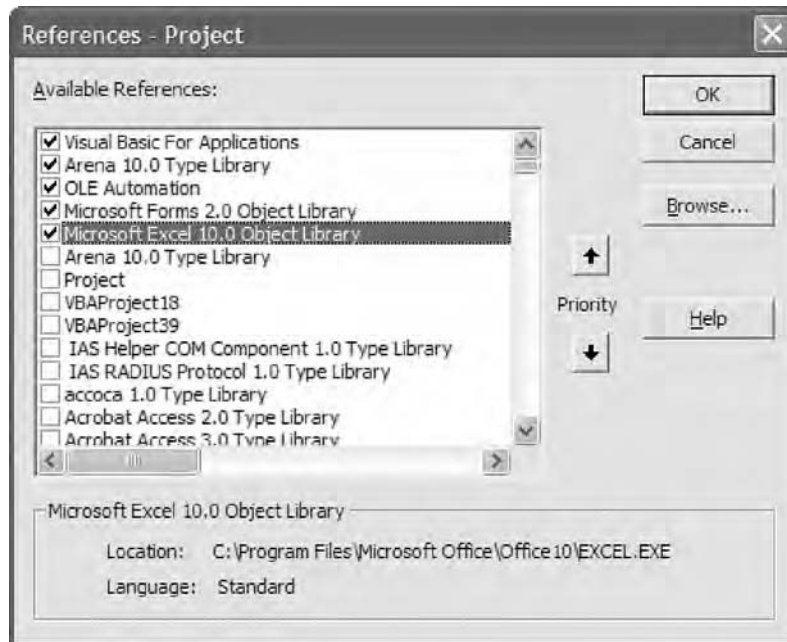 References - Project
Available References:
Visual Basic For Applications
Arena 10.0 Type Library
OLE Automation
Microsoft Forms 2.0 Object Library
Microsoft Excel 10.0 Object Library
Arena 10.0 Type Library
Project
VBAProject18
VBAProject39
IAS Helper COM Component 1.0 Type Library
IAS RADIUS Protocol 1.0 Type Library
accoca 1.0 Type Library
Acrobat Access 2.0 Type Library
Acrobat Access 3.0 Type Library
OK
Cancel
Browse...
Priority
Help
Microsoft Excel 10.0 Object Library
Location: C:\Program Files\Microsoft Office\Office10\EXCEL.EXE
Language: Standard